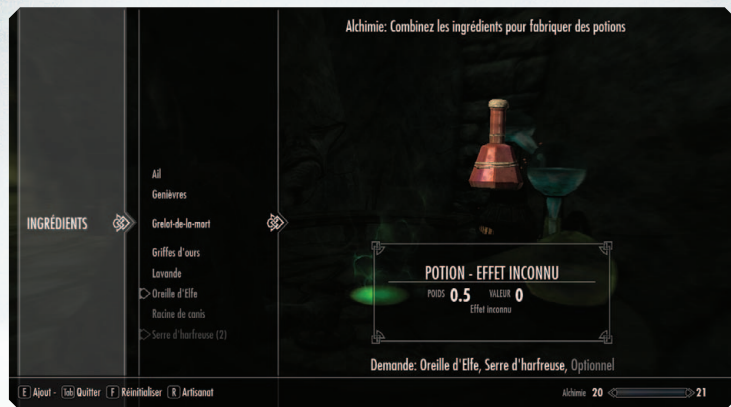 Alchimie: Combinez les ingrédients pour fabriquer des potions
INGRÉDIENTS
Ail
Genièvres
Grelot-de-la-mort
Griffes d'ours
Lavande
Oreille d'Elfe
Racine de canis
Serre d'harfreuse (2)
POTION - EFFET INCONNU
POIDS 0.5 VALEUR 0
Effet inconnu
Demande: Oreille d'Elfe, Serre d'harfreuse, Optionnel
E Ajout - Tab Quitter F Réinitialiser R Artisanat
Alchimie 20 21